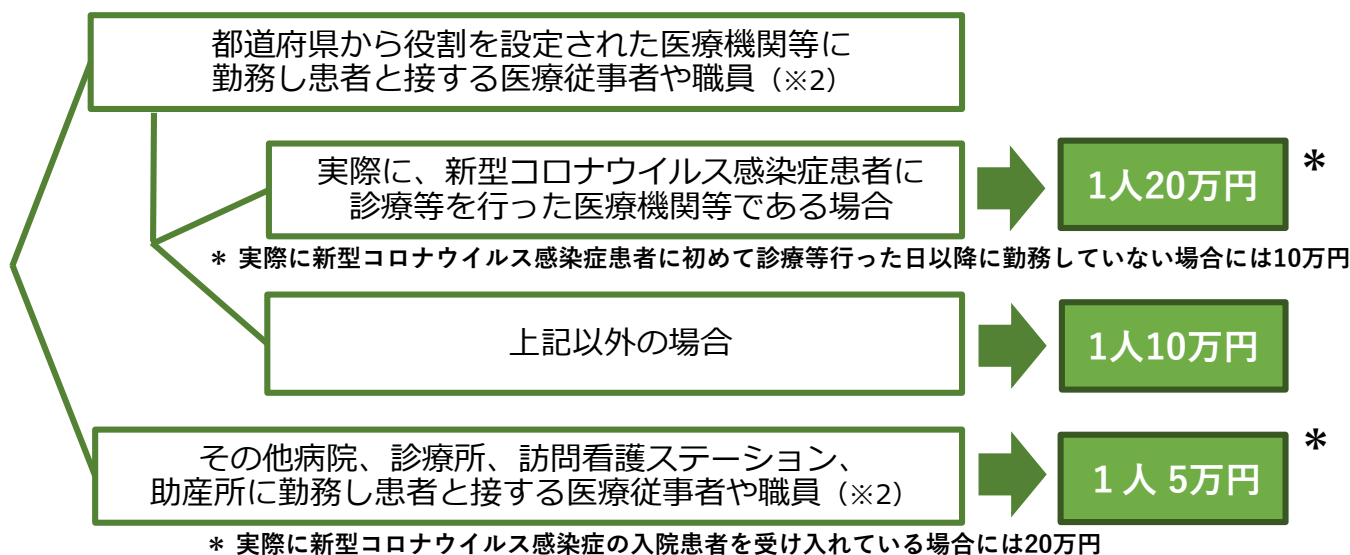 都道府県から役割を設定された医療機関等に
勤務し患者と接する医療従事者や職員（※2）
実際に、新型コロナウイルス感染症患者に
診療等を行った医療機関等である場合
1人20万円 *
* 実際に新型コロナウイルス感染症患者に初めて診療等行った日以降に勤務していない場合には10万円
上記以外の場合
1人10万円
その他病院、診療所、訪問看護ステーション、
助産所に勤務し患者と接する医療従事者や職員（※2）
1人 5万円 *
* 実際に新型コロナウイルス感染症の入院患者を受け入れている場合には20万円